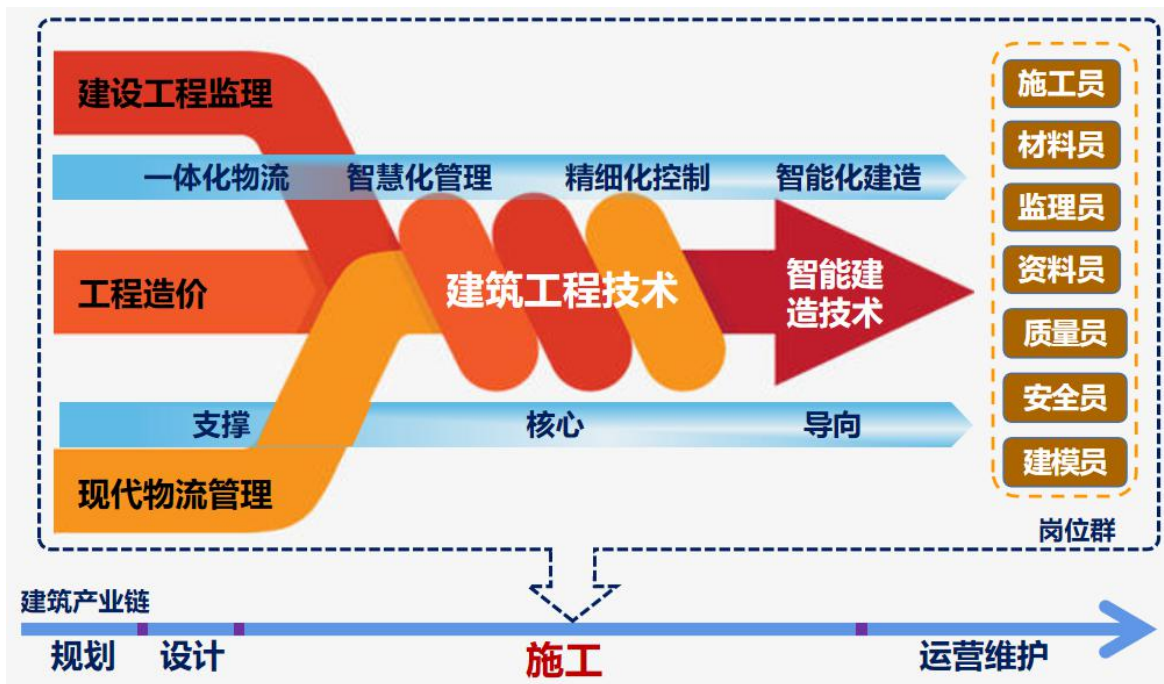 建设工程监理
一体化物流 智慧化管理 精细化控制 智能化建造
工程造价
建筑工程技术
智能建
造技术
支撑 核心 导向
现代物流管理
施工员
材料员
监理员
资料员
质量员
安全员
建模员
岗位群
建筑产业链
规划 设计 施工 运营维护